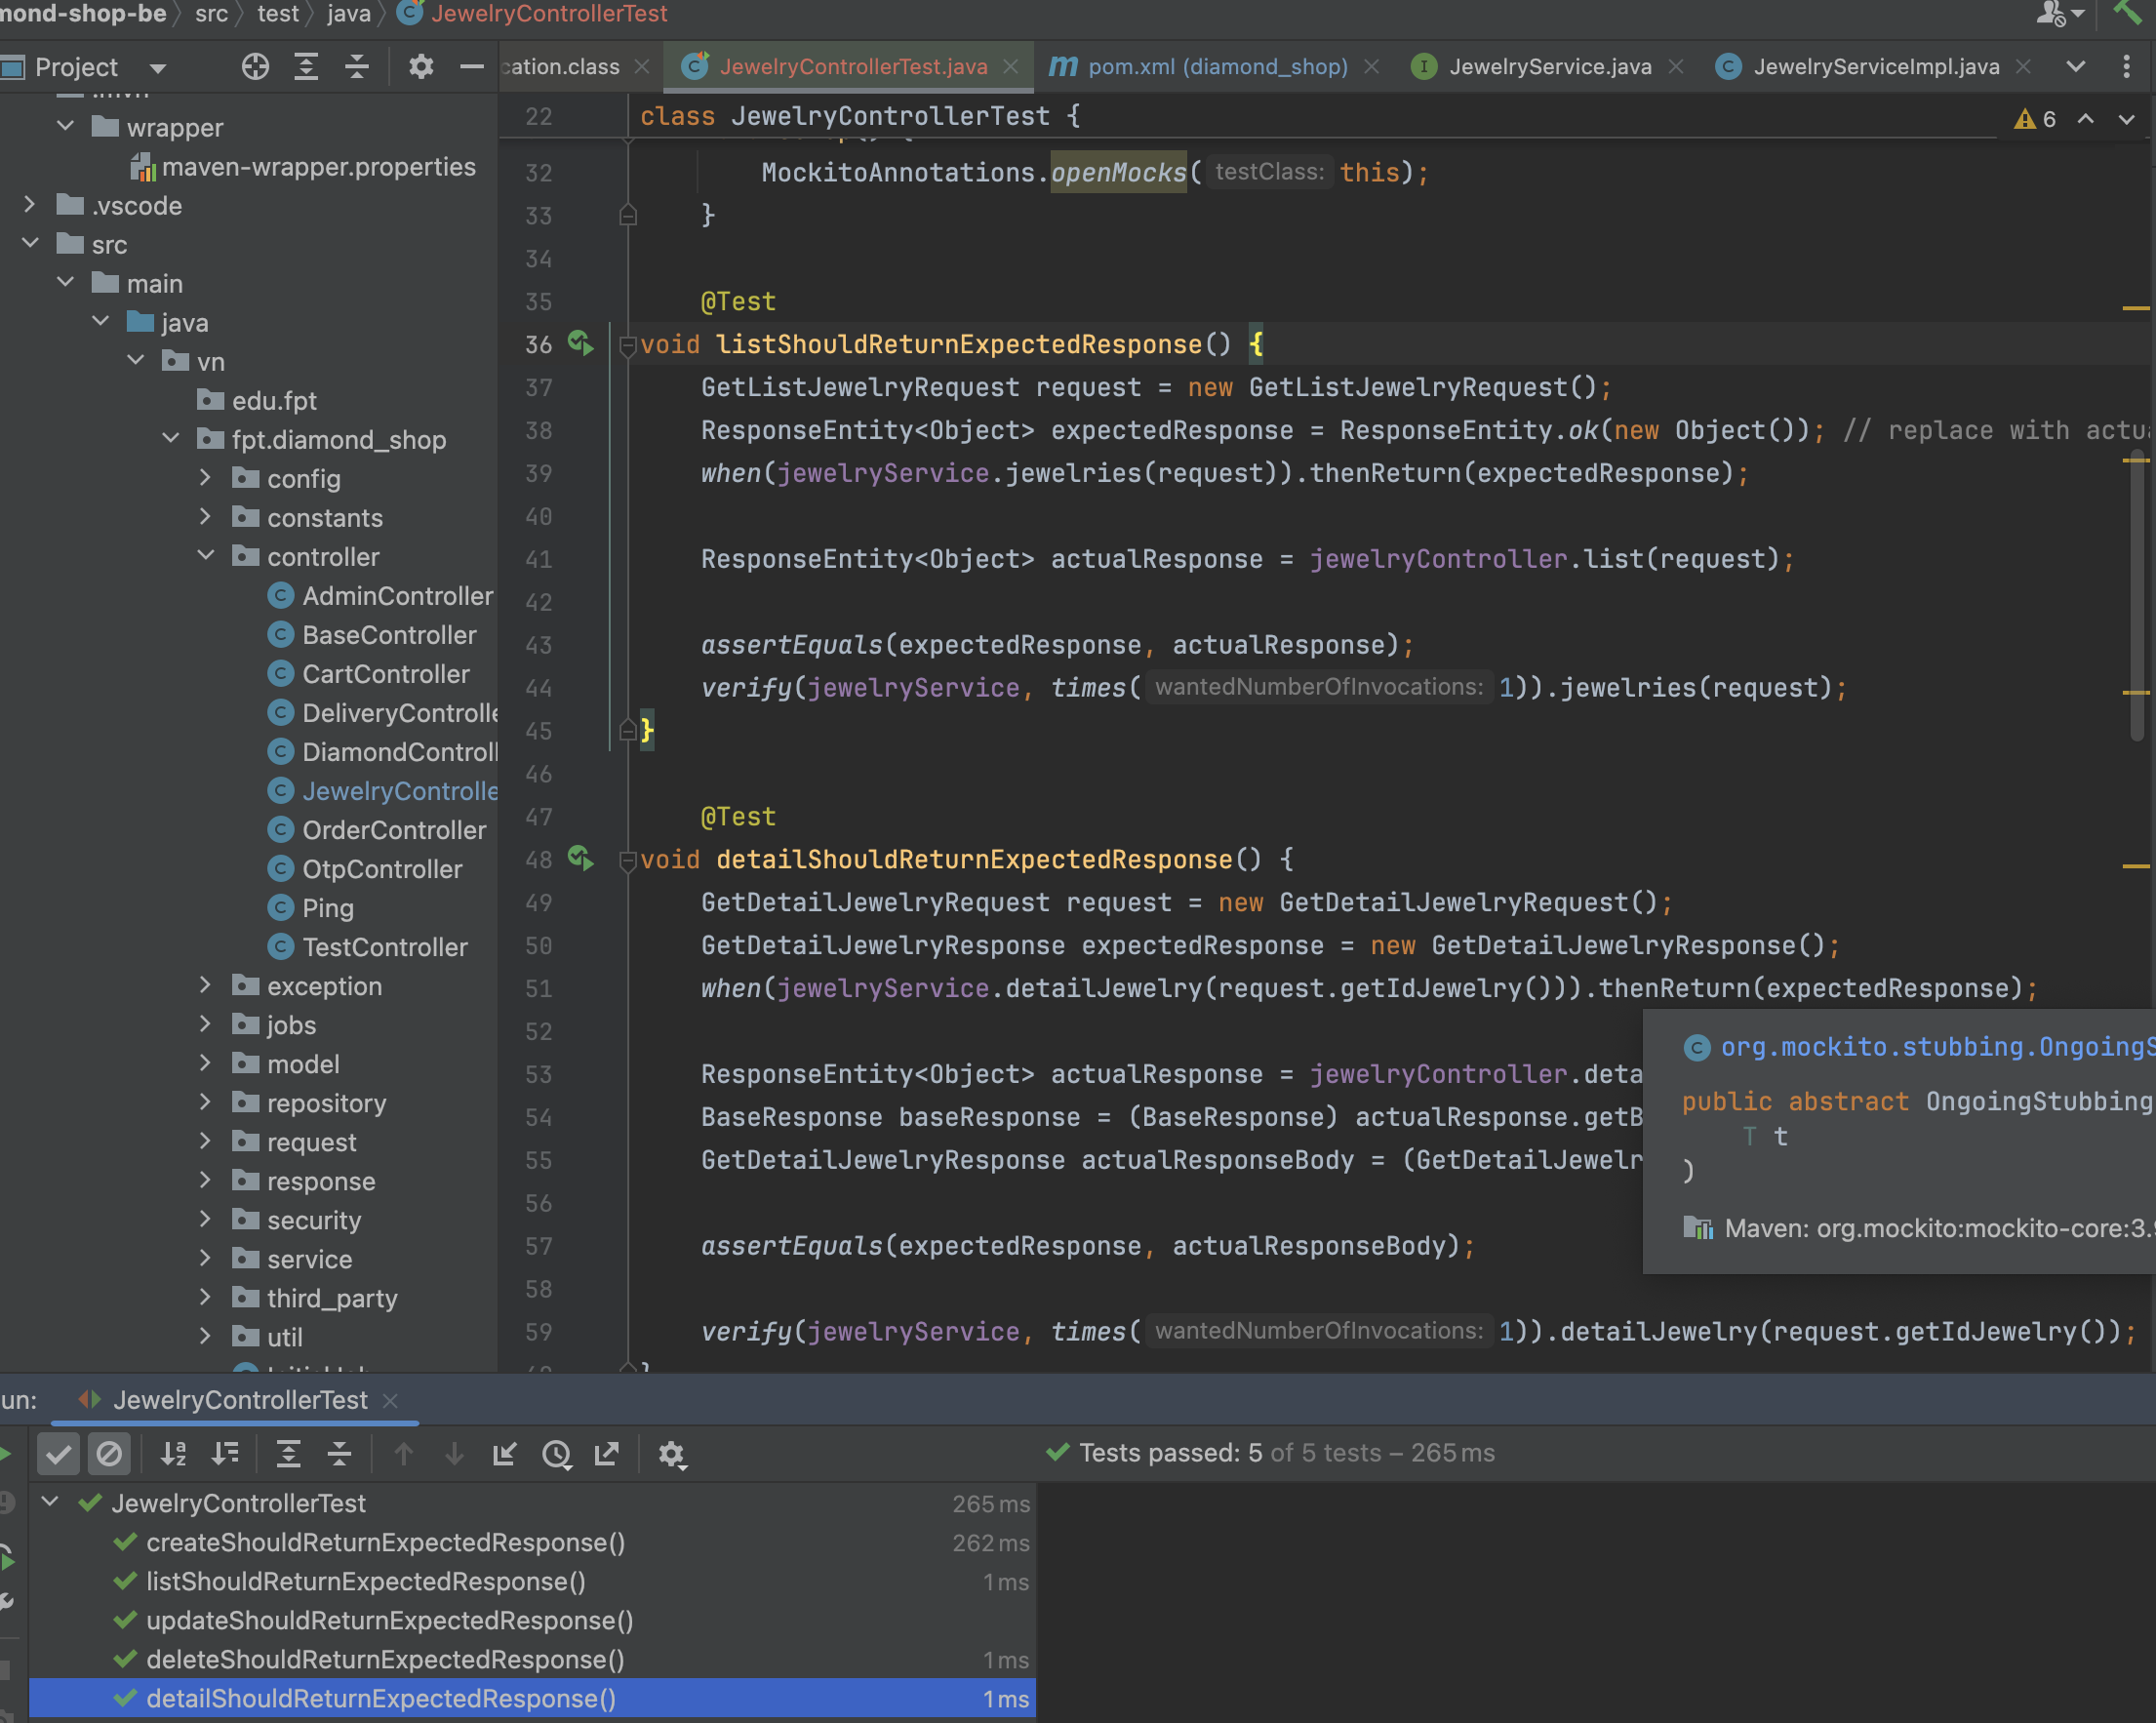 mond-shop-be src test java JewelryControllerTest
Project
cation.class JewelryControllerTest.java pom.xml (diamond_shop) JewelryService.java JewelryServiceImpl.java
wrapper
maven-wrapper.properties
.vscode
src
main
java
vn
edu.fpt
fpt.diamond_shop
config
constants
controller
AdminController
BaseController
CartController
DeliveryControlle
DiamondControll
JewelryControlle
OrderController
OtpController
Ping
TestController
exception
jobs
model
repository
request
response
security
service
third_party
util
22 class JewelryControllerTest {
6
32 MockitoAnnotations.openMocks( testClass: this);
33 }
34
35 @Test
36 void listShouldReturnExpectedResponse() {
37 GetListJewelryRequest request = new GetListJewelryRequest();
38 ResponseEntity<Object> expectedResponse = ResponseEntity.ok(new Object()); // replace with actu
39 when(jewelryService.jewelries(request)).thenReturn(expectedResponse);
40
41 ResponseEntity<Object> actualResponse = jewelryController.list(request);
42
43 assertEquals(expectedResponse, actualResponse);
44 verify(jewelryService, times( wantedNumberOfInvocations: 1)).jewelries(request);
45 }
46
47 @Test
48 void detailShouldReturnExpectedResponse() {
49 GetDetailJewelryRequest request = new GetDetailJewelryRequest();
50 GetDetailJewelryResponse expectedResponse = new GetDetailJewelryResponse();
51 when(jewelryService.detailJewelry(request.getIdJewelry())).thenReturn(expectedResponse);
52
53 ResponseEntity<Object> actualResponse = jewelryController.deta
54 BaseResponse baseResponse = (BaseResponse) actualResponse.getB
55 GetDetailJewelryResponse actualResponseBody = (GetDetailJewelr
56
57 assertEquals(expectedResponse, actualResponseBody);
58
59 verify(jewelryService, times( wantedNumberOfInvocations: 1)).detailJewelry(request.getIdJewelry());
org.mockito.stubbing.OngoingS
public abstract OngoingStubbing
T t
)
Maven: org.mockito:mockito-core:3.9
un: JewelryControllerTest
Tests passed: 5 of 5 tests – 265 ms
JewelryControllerTest 265 ms
createShouldReturnExpectedResponse() 262 ms
listShouldReturnExpectedResponse() 1 ms
updateShouldReturnExpectedResponse()
deleteShouldReturnExpectedResponse() 1 ms
detailShouldReturnExpectedResponse() 1 ms